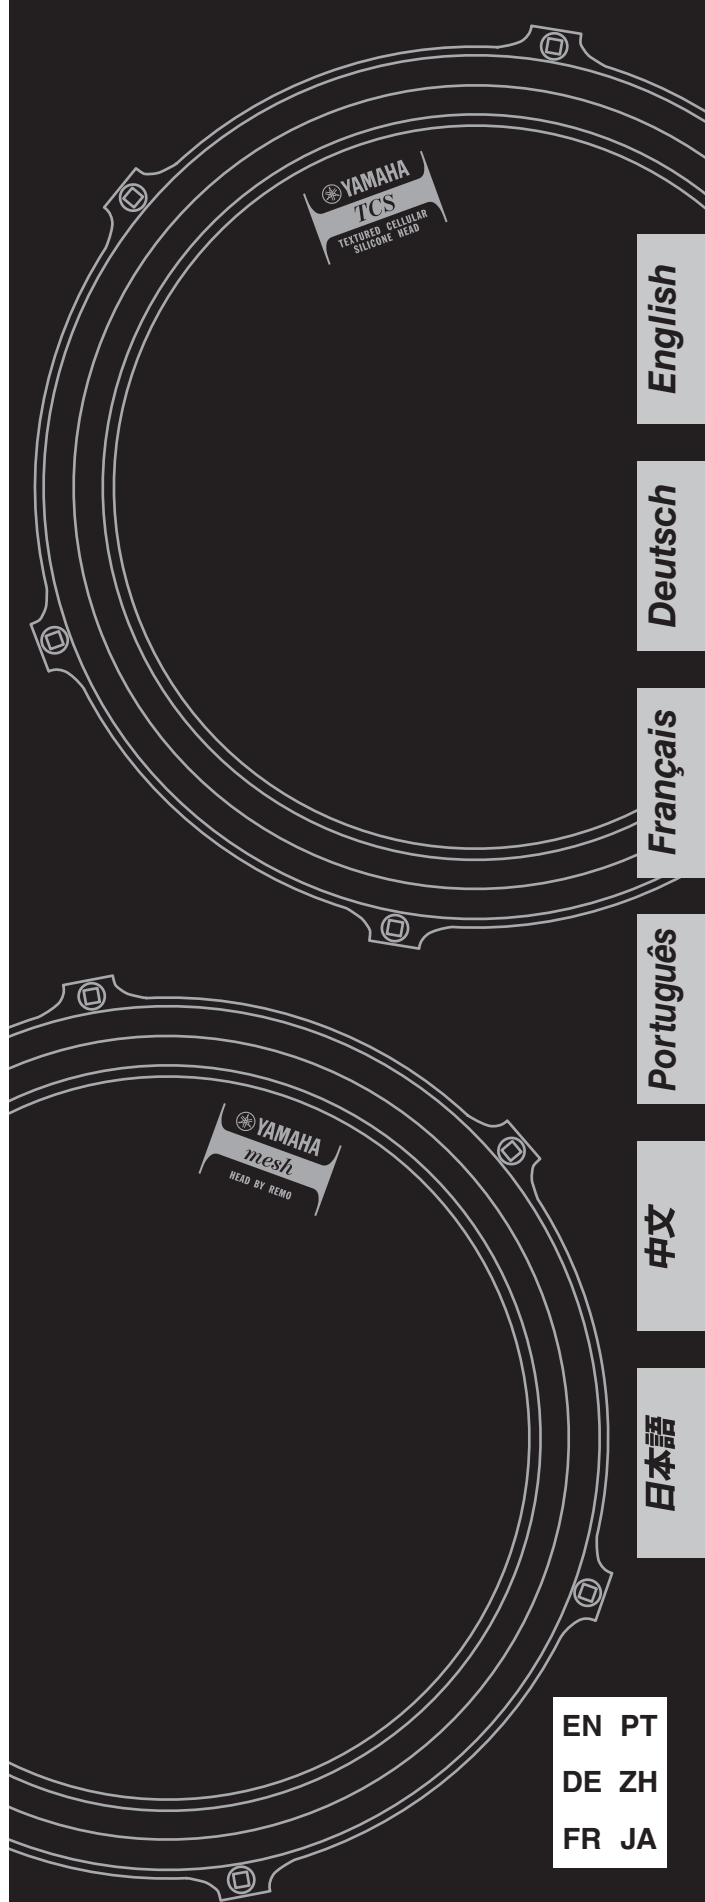 YAMAHA
TCS
TEXTURED CELLULAR
SILICONE HEAD
English
Deutsch
Français
Português
中文
日本語
YAMAHA
mesh
HEAD BY REMO
EN PT
DE ZH
FR JA